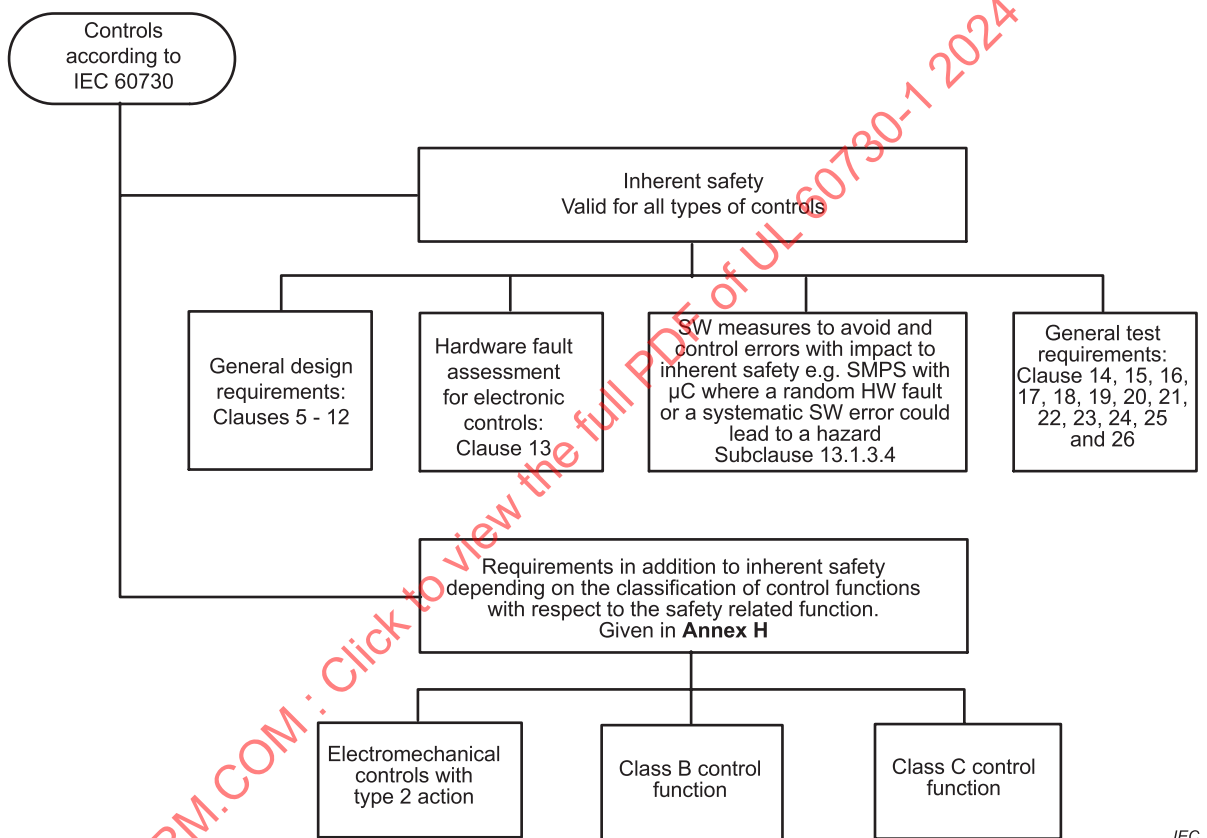 Controls
according to
IEC 60730
Inherent safety
Valid for all types of controls
General design
requirements:
Clauses 5 - 12
Hardware fault
assessment
for electronic
controls:
Clause 13
SW measures to avoid and
control errors with impact to
inherent safety e.g. SMPS with
µC where a random HW fault
or a systematic SW error could
lead to a hazard
Subclause 13.1.3.4
General test
requirements:
Clause 14, 15, 16,
17, 18, 19, 20, 21,
22, 23, 24, 25
and 26
Requirements in addition to inherent safety
depending on the classification of control functions
with respect to the safety related function.
Given in Annex H
Electromechanical
controls with
type 2 action
Class B control
function
Class C control
function
IEC
RM.COM : Click to view the full PDF of UL 60730-1 2024